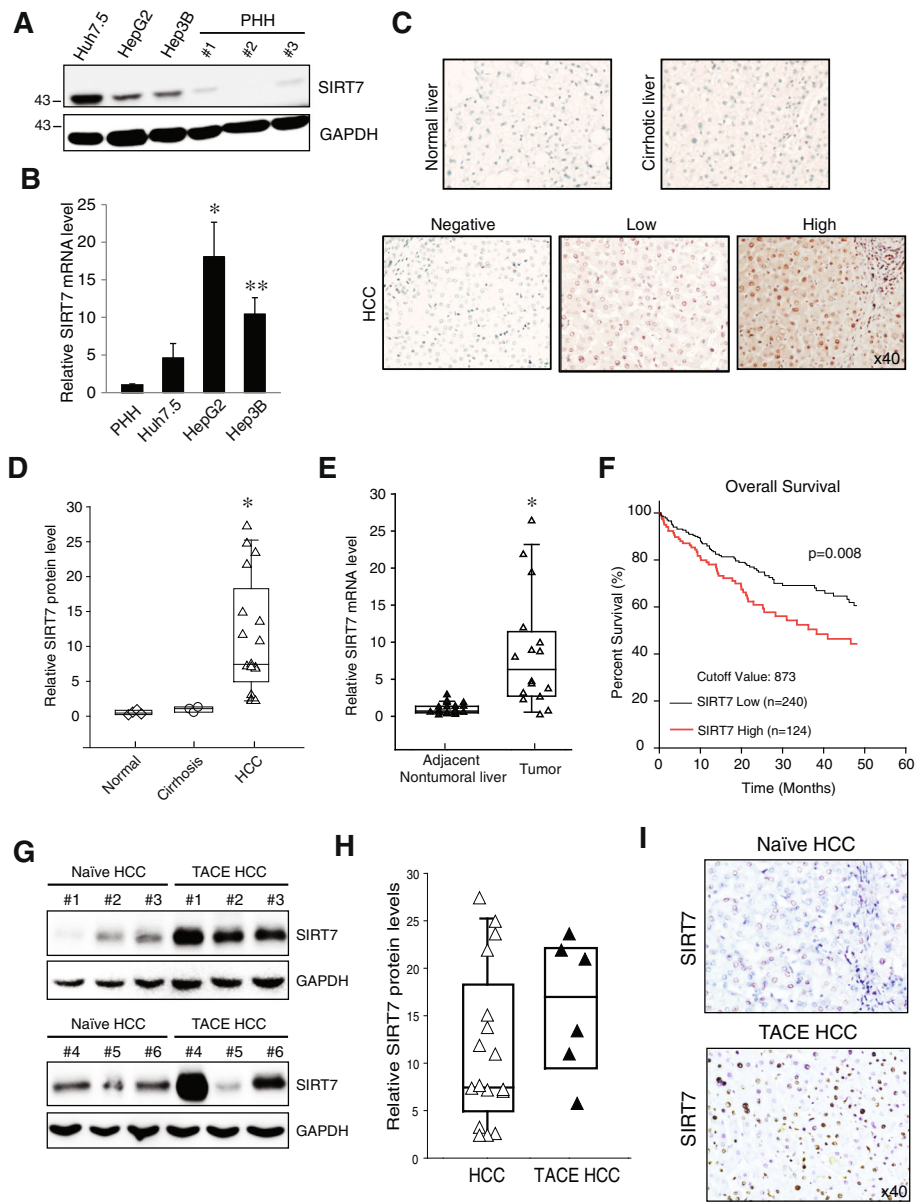 A
Huh7.5
HepG2
Hep3B
PHH
#1
#2
#3
43
SIRT7
43
GAPDH
B
Relative SIRT7 mRNA level
25
20
15
10
5
0
*
**
PHH
Huh7.5
HepG2
Hep3B
C
Normal liver
Cirrhotic liver
Negative
Low
High
HCC
x40
D
Relative SIRT7 protein level
30
25
20
15
10
5
0
*
Normal
Cirrhosis
HCC
E
Relative SIRT7 mRNA level
30
25
20
15
10
5
0
*
Adjacent
Nontumoral liver
Tumor
F
Overall Survival
Percent Survival (%)
100
80
60
40
20
0
p=0.008
Cutoff Value: 873
SIRT7 Low (n=240)
SIRT7 High (n=124)
0 10 20 30 40 50 60
Time (Months)
G
Naïve HCC TACE HCC
#1 #2 #3 #1 #2 #3
SIRT7
GAPDH
Naïve HCC TACE HCC
#4 #5 #6 #4 #5 #6
SIRT7
GAPDH
H
Relative SIRT7 protein levels
30
25
20
15
10
5
0
HCC
TACE HCC
I
Naïve HCC
SIRT7
TACE HCC
SIRT7
x40